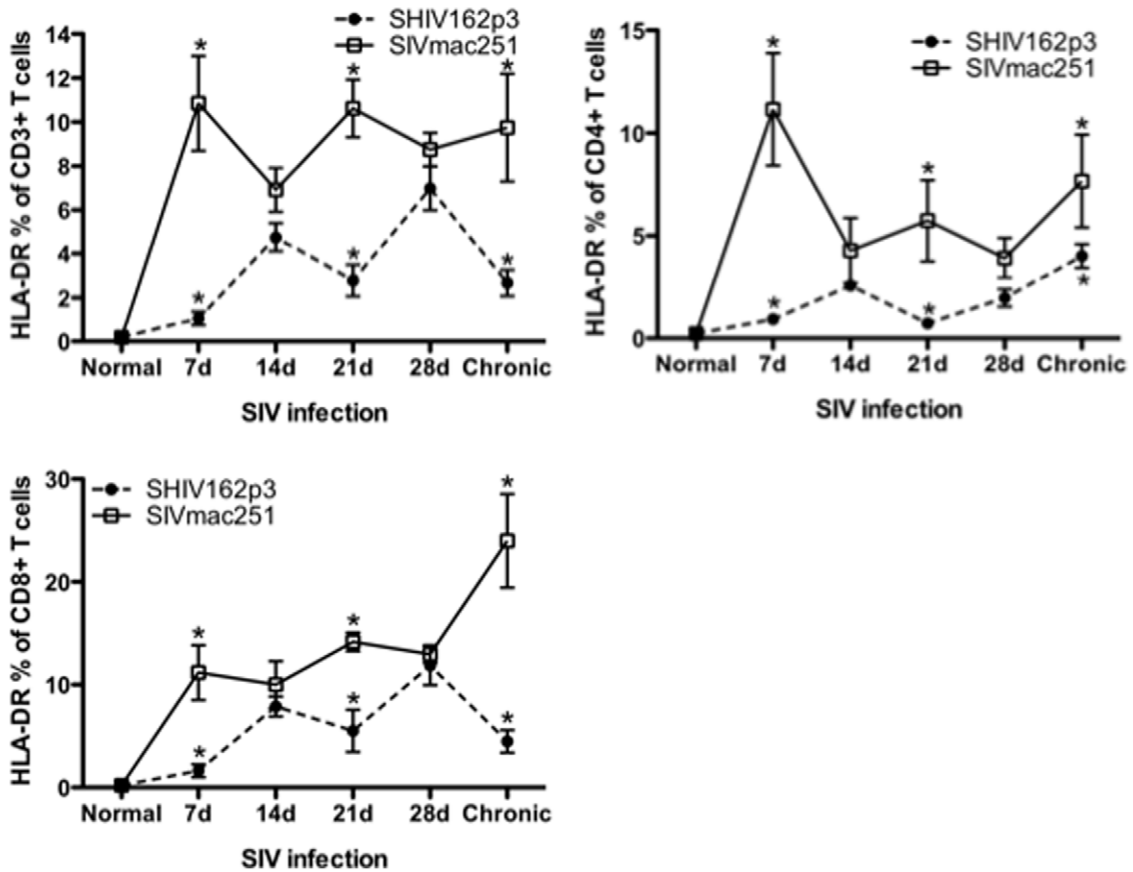 SHIV162p3
SIVmac251
HLA-DR % of CD3+ T cells
14
12
10
8
6
4
2
0
* * * * * *
Normal 7d 14d 21d 28d Chronic
SIV infection
SHIV162p3
SIVmac251
HLA-DR % of CD4+ T cells
15
10
5
0
* * * * * *
Normal 7d 14d 21d 28d Chronic
SIV infection
SHIV162p3
SIVmac251
HLA-DR % of CD8+ T cells
30
20
10
0
* * * * * *
Normal 7d 14d 21d 28d Chronic
SIV infection